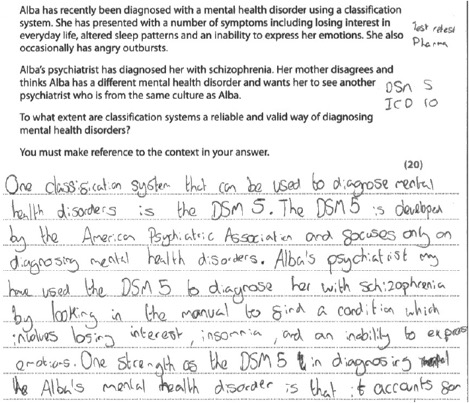 Alba has recently been diagnosed with a mental health disorder using a classification
system. She has presented with a number of symptoms including losing interest in
everyday life, altered sleep patterns and an inability to express her emotions. She also
occasionally has angry outbursts.
Test retest
Pharma
Alba's psychiatrist has diagnosed her with schizophrenia. Her mother disagrees and
thinks Alba has a different mental health disorder and wants her to see another
psychiatrist who is from the same culture as Alba.
DSM 5
ICD 10
To what extent are classification systems a reliable and valid way of diagnosing
mental health disorders?
You must make reference to the context in your answer.
(20)
One classification system that can be used to diagnose mental
health disorders is the DSM 5. The DSM 5 is developed
by the American Psychiatric Association and focuses only on
diagnosing mental health disorders. Alba's psychiatrist my
have used the DSM 5 to diagnose her with schizophrenia
by looking in the manual to find a condition which
involves losing interest, insomnia, and an inability to express
emotions. One strength of the DSM 5 in diagnosing
Alba's mental health disorder is that it accounts for